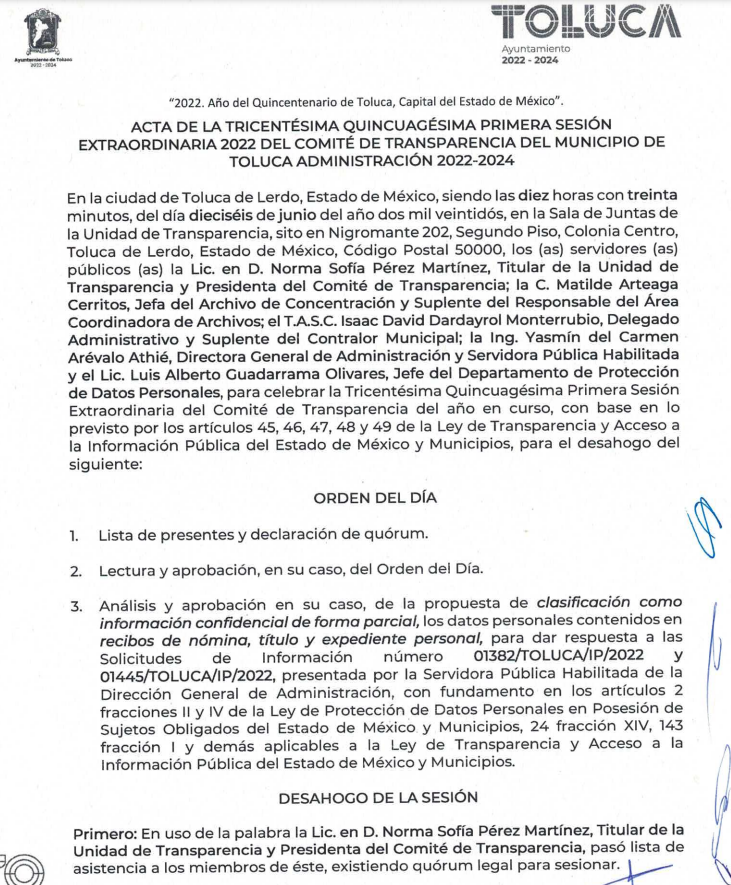 Ayuntamiento de Toluca
2022 - 2024
TOLUCA
Ayuntamiento
2022 - 2024
“2022. Año del Quincentenario de Toluca, Capital del Estado de México”.
ACTA DE LA TRICENTÉSIMA QUINCUAGÉSIMA PRIMERA SESIÓN
EXTRAORDINARIA 2022 DEL COMITÉ DE TRANSPARENCIA DEL MUNICIPIO DE
TOLUCA ADMINISTRACIÓN 2022-2024
En la ciudad de Toluca de Lerdo, Estado de México, siendo las diez horas con treinta
minutos, del día dieciséis de junio del año dos mil veintidós, en la Sala de Juntas de
la Unidad de Transparencia, sito en Nigromante 202, Segundo Piso, Colonia Centro,
Toluca de Lerdo, Estado de México, Código Postal 50000, los (as) servidores (as)
públicos (as) la Lic. en D. Norma Sofía Pérez Martínez, Titular de la Unidad de
Transparencia y Presidenta del Comité de Transparencia; la C. Matilde Arteaga
Cerritos, Jefa del Archivo de Concentración y Suplente del Responsable del Área
Coordinadora de Archivos; el T.A.S.C. Isaac David Dardayrol Monterrubio, Delegado
Administrativo y Suplente del Contralor Municipal; la Ing. Yasmín del Carmen
Arévalo Athié, Directora General de Administración y Servidora Pública Habilitada
y el Lic. Luis Alberto Guadarrama Olivares, Jefe del Departamento de Protección
de Datos Personales, para celebrar la Tricentésima Quincuagésima Primera Sesión
Extraordinaria del Comité de Transparencia del año en curso, con base en lo
previsto por los artículos 45, 46, 47, 48 y 49 de la Ley de Transparencia y Acceso a
la Información Pública del Estado de México y Municipios, para el desahogo del
siguiente:
ORDEN DEL DÍA
1. Lista de presentes y declaración de quórum.
2. Lectura y aprobación, en su caso, del Orden del Día.
3. Análisis y aprobación en su caso, de la propuesta de clasificación como
información confidencial de forma parcial, los datos personales contenidos en
recibos de nómina, título y expediente personal, para dar respuesta a las
Solicitudes de Información número 01382/TOLUCA/IP/2022 y
01445/TOLUCA/IP/2022, presentada por la Servidora Pública Habilitada de la
Dirección General de Administración, con fundamento en los artículos 2
fracciones II y IV de la Ley de Protección de Datos Personales en Posesión de
Sujetos Obligados del Estado de México y Municipios, 24 fracción XIV, 143
fracción I y demás aplicables a la Ley de Transparencia y Acceso a la
Información Pública del Estado de México y Municipios.
DESAHOGO DE LA SESIÓN
Primero: En uso de la palabra la Lic. en D. Norma Sofía Pérez Martínez, Titular de la
Unidad de Transparencia y Presidenta del Comité de Transparencia, pasó lista de
asistencia a los miembros de éste, existiendo quórum legal para sesionar.